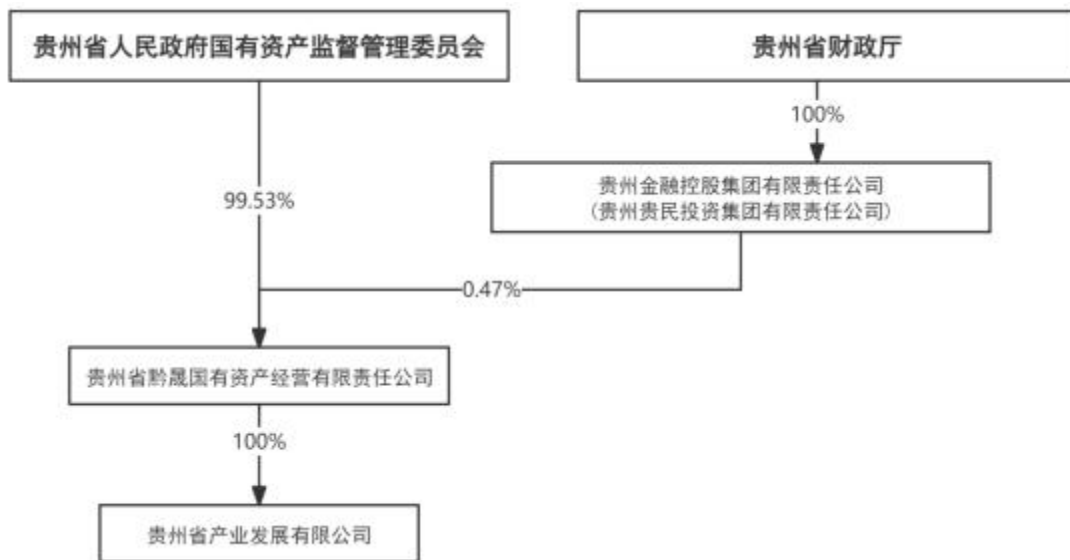 贵州省人民政府国有资产监督管理委员会
贵州省财政厅
100%
贵州金融控股集团有限责任公司
(贵州贵民投资集团有限责任公司)
99.53%
0.47%
贵州省黔晟国有资产经营有限责任公司
100%
贵州省产业发展有限公司